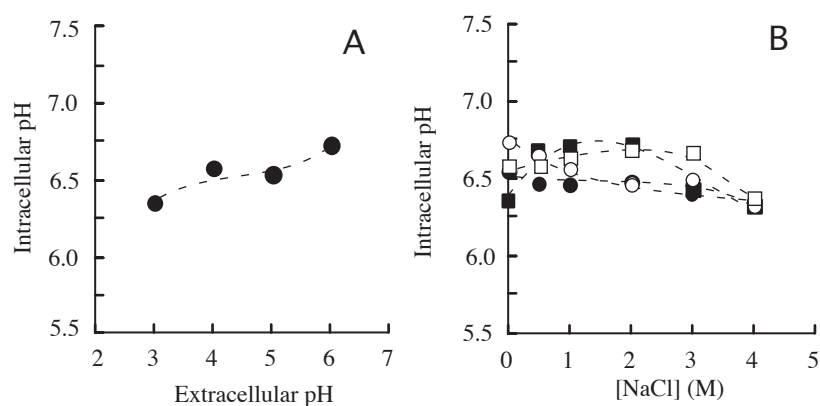 A
7.5
7.0
6.5
6.0
5.5
Intracellular pH
2 3 4 5 6 7
Extracellular pH
B
7.5
7.0
6.5
6.0
5.5
Intracellular pH
0 1 2 3 4 5
[NaCl] (M)